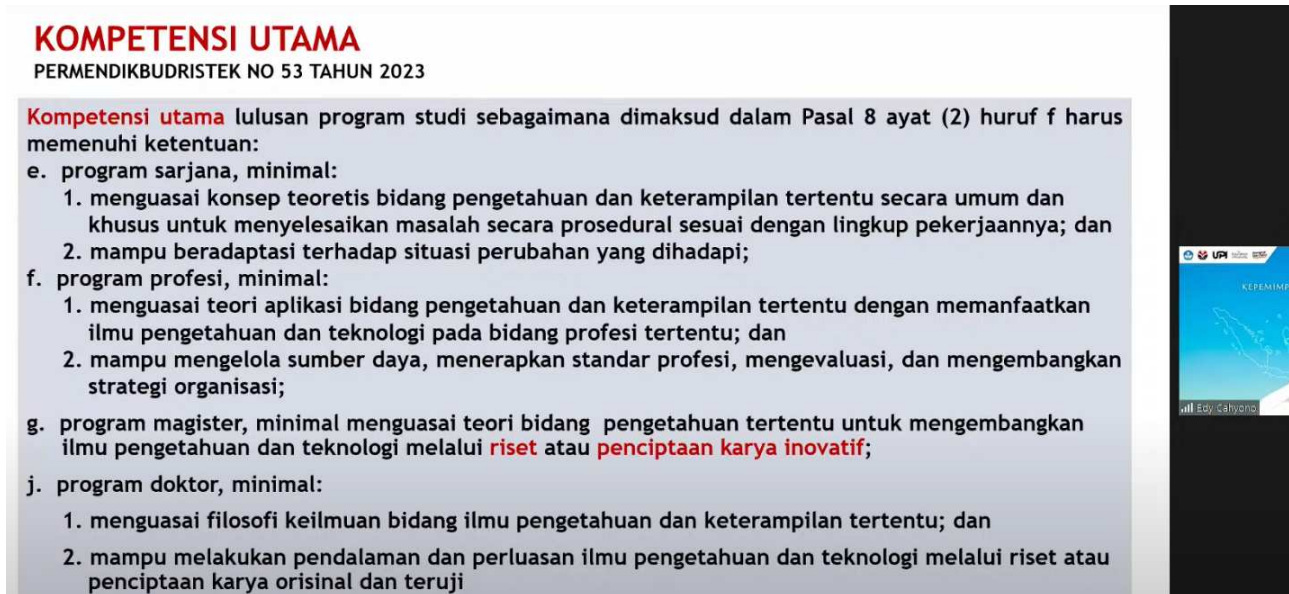 KOMPETENSI UTAMA
PERMENDIKBUDRISTEK NO 53 TAHUN 2023
Kompetensi utama lulusan program studi sebagaimana dimaksud dalam Pasal 8 ayat (2) huruf f harus
memenuhi ketentuan:
e. program sarjana, minimal:
1. menguasai konsep teoretis bidang pengetahuan dan keterampilan tertentu secara umum dan
khusus untuk menyelesaikan masalah secara prosedural sesuai dengan lingkup pekerjaannya; dan
2. mampu beradaptasi terhadap situasi perubahan yang dihadapi;
f. program profesi, minimal:
1. menguasai teori aplikasi bidang pengetahuan dan keterampilan tertentu dengan memanfaatkan
ilmu pengetahuan dan teknologi pada bidang profesi tertentu; dan
2. mampu mengelola sumber daya, menerapkan standar profesi, mengevaluasi, dan mengembangkan
strategi organisasi;
g. program magister, minimal menguasai teori bidang pengetahuan tertentu untuk mengembangkan
ilmu pengetahuan dan teknologi melalui riset atau penciptaan karya inovatif;
j. program doktor, minimal:
1. menguasai filosofi keilmuan bidang ilmu pengetahuan dan keterampilan tertentu; dan
2. mampu melakukan pendalaman dan perluasan ilmu pengetahuan dan teknologi melalui riset atau
penciptaan karya orisinal dan teruji
UPI
KEPEMIMP
Edy Cahyono